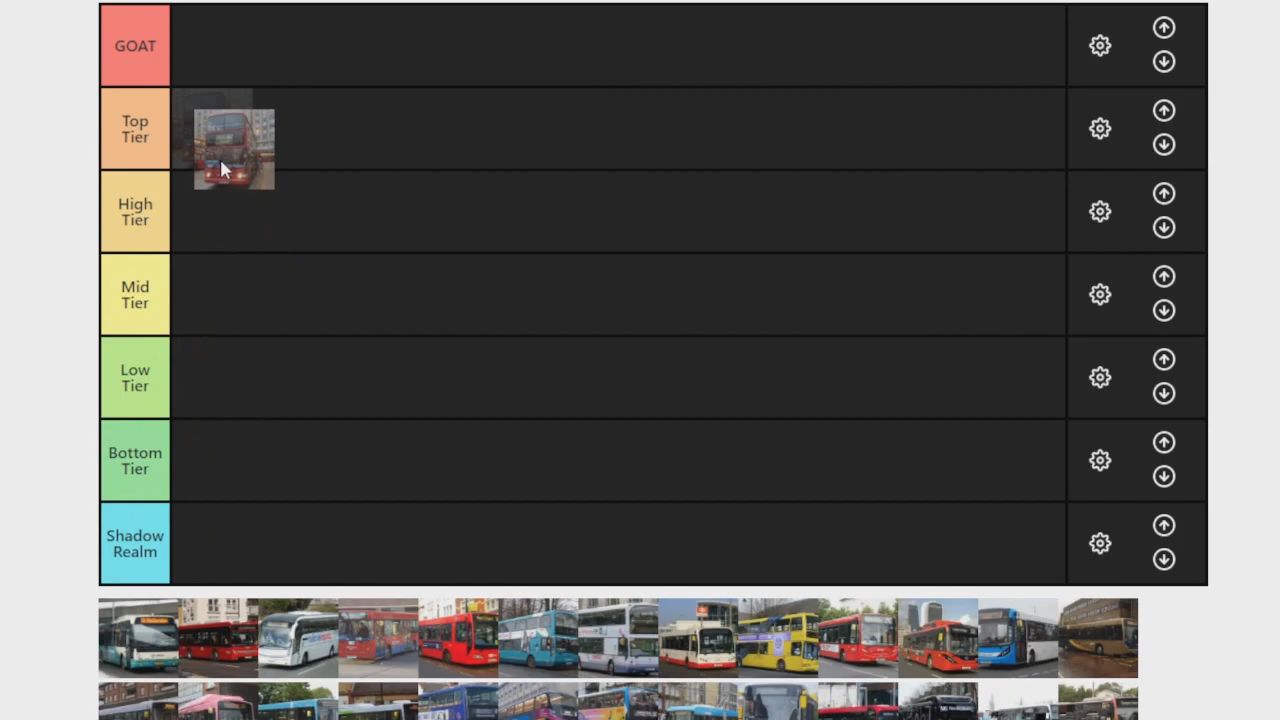 GOAT
Top
Tier
High
Tier
Mid
Tier
Low
Tier
Bottom
Tier
Shadow
Realm